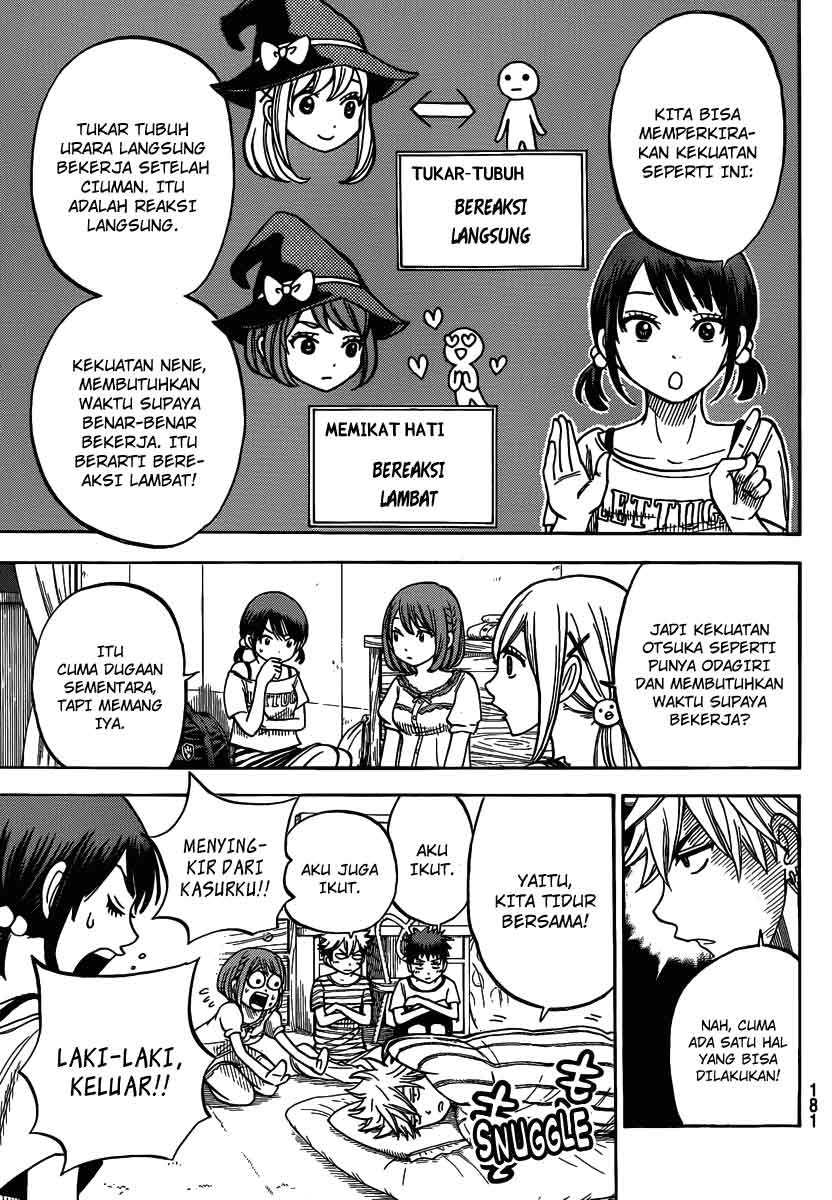 KITA BISA
MEMPERKIRA-
KAN KEKUATAN
SEPERTI INI:
TUKAR TUBUH
URARA LANGSUNG
BEKERJA SETELAH
CIUMAN. ITU
ADALAH REAKSI
LANGSUNG.
TUKAR-TUBUH
BEREAKSI
LANGSUNG
KEKUATAN NENE,
MEMBUTUHKAN
WAKTU SUPAYA
BENAR-BENAR
BEKERJA. ITU
BERARTI BERE-
AKSI LAMBAT!
MEMIKAT HATI
BEREAKSI
LAMBAT
ETTUG
JADI KEKUATAN
OTSUKA SEPERTI
PUNYA ODAGIRI
DAN MEMBUTUHKAN
WAKTU SUPAYA
BEKERJA?
ITU
CUMA DUGAAN
SEMENTARA,
TAPI MEMANG
IYA.
NAH, CUMA
ADA SATU HAL
YANG BISA
DILAKUKAN!
YAITU,
KITA TIDUR
BERSAMA!
AKU
IKUT.
AKU JUGA
IKUT.
MENYING-
KIR DARI
KASURKU!!
LAKI-LAKI,
KELUAR!!
モゾ
SNUGGLE
181